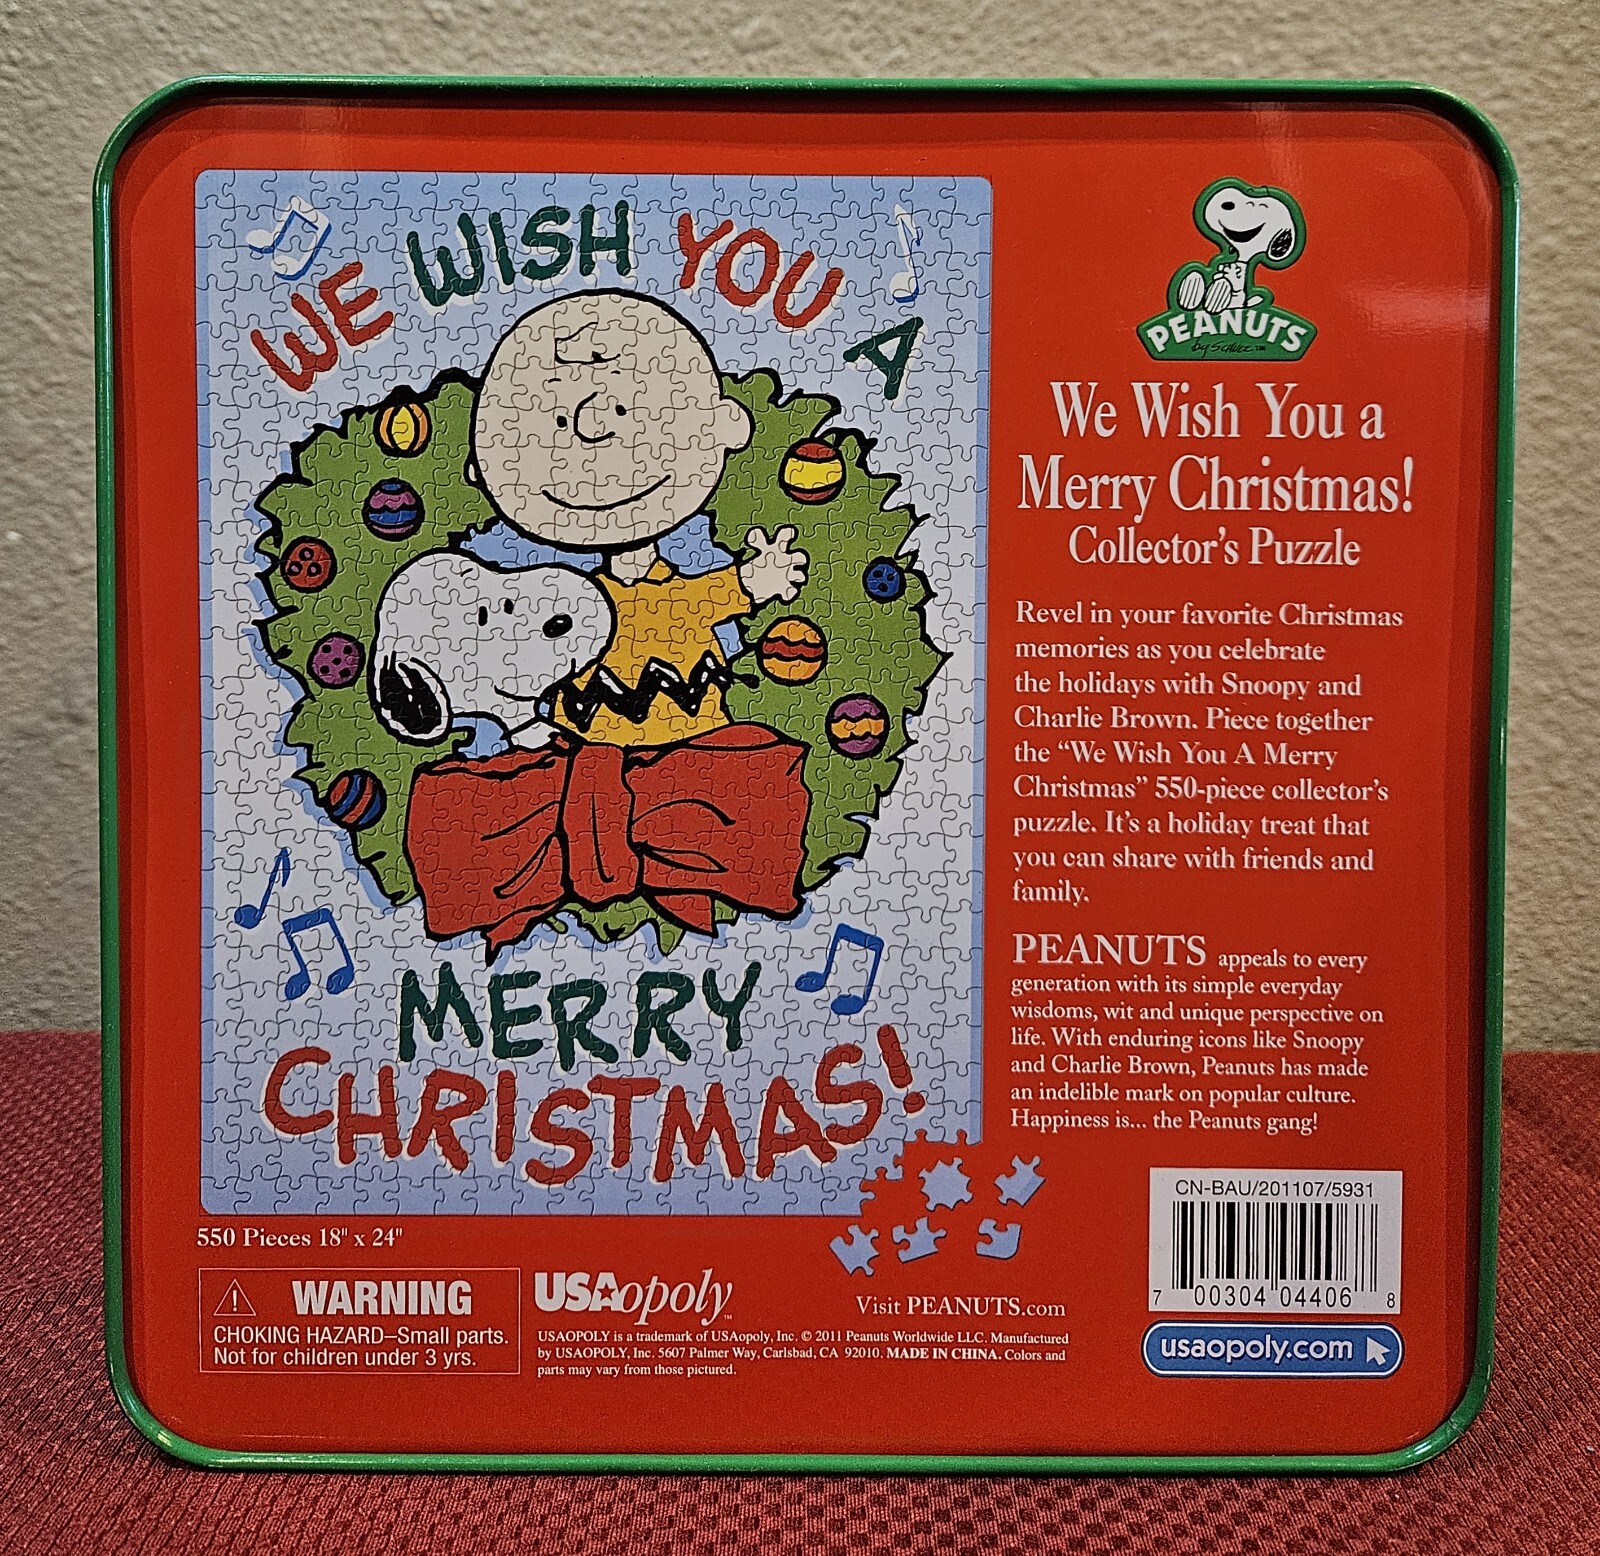 WE WISH YOU A
MERRY
CHRISTMAS!
PEANUTS
by SCHULZ™
We Wish You a
Merry Christmas!
Collector's Puzzle
Revel in your favorite Christmas
memories as you celebrate
the holidays with Snoopy and
Charlie Brown. Piece together
the “We Wish You A Merry
Christmas” 550-piece collector's
puzzle. It's a holiday treat that
you can share with friends and
family.
PEANUTS appeals to every
generation with its simple everyday
wisdoms, wit and unique perspective on
life. With enduring icons like Snoopy
and Charlie Brown, Peanuts has made
an indelible mark on popular culture.
Happiness is... the Peanuts gang!
550 Pieces 18" x 24"
WARNING
CHOKING HAZARD–Small parts.
Not for children under 3 yrs.
USAopoly™
Visit PEANUTS.com
USAOPOLY is a trademark of USAopoly, Inc. © 2011 Peanuts Worldwide LLC. Manufactured
by USAOPOLY, Inc. 5607 Palmer Way, Carlsbad, CA 92010. MADE IN CHINA. Colors and
parts may vary from those pictured.
CN-BAU/201107/5931
7 00304 04406 8
usaopoly.com